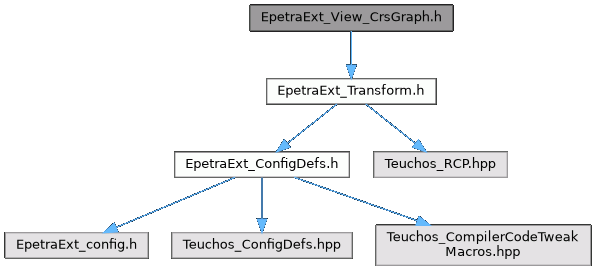 EpetraExt_View_CrsGraph.h
EpetraExt_Transform.h
EpetraExt_ConfigDefs.h
Teuchos_RCP.hpp
EpetraExt_config.h
Teuchos_ConfigDefs.hpp
Teuchos_CompilerCodeTweak
Macros.hpp